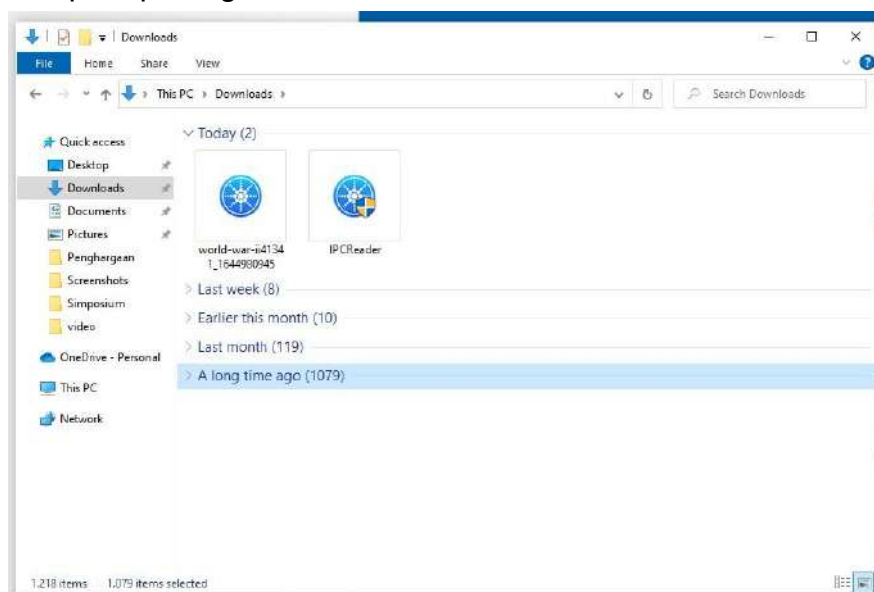 Downloads
File Home Share View
This PC Downloads
Search Downloads
Quick access
Desktop
Downloads
Documents
Pictures
Penghargaan
Screenshots
Simposium
video
OneDrive - Personal
This PC
Network
Today (2)
world-war-ii4134
1_1644980945
IPCReader
Last week (8)
Earlier this month (10)
Last month (119)
A long time ago (1079)
1.218 items 1.079 items selected